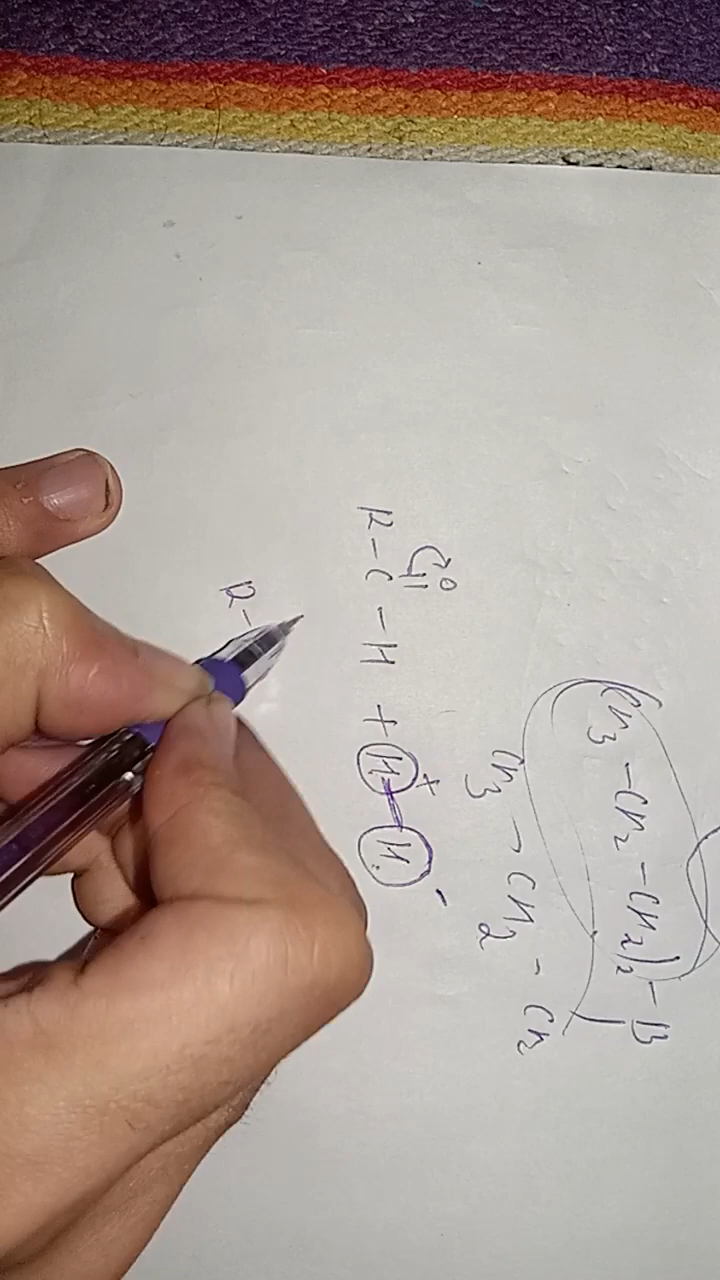 (CH3 - CH2 - CH2)2 - B
CH3 - CH2 - CH2
O
R - C - H + H+ - H-
R -